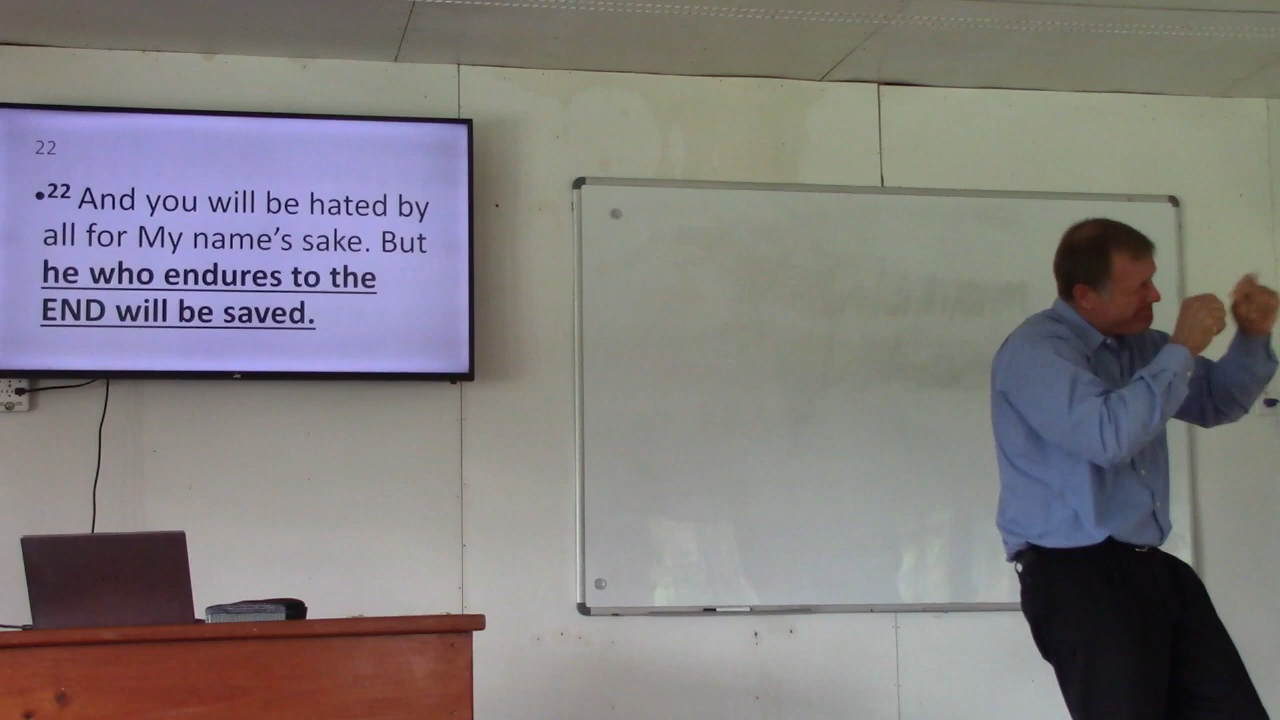 22
•22 And you will be hated by
all for My name’s sake. But
he who endures to the
END will be saved.